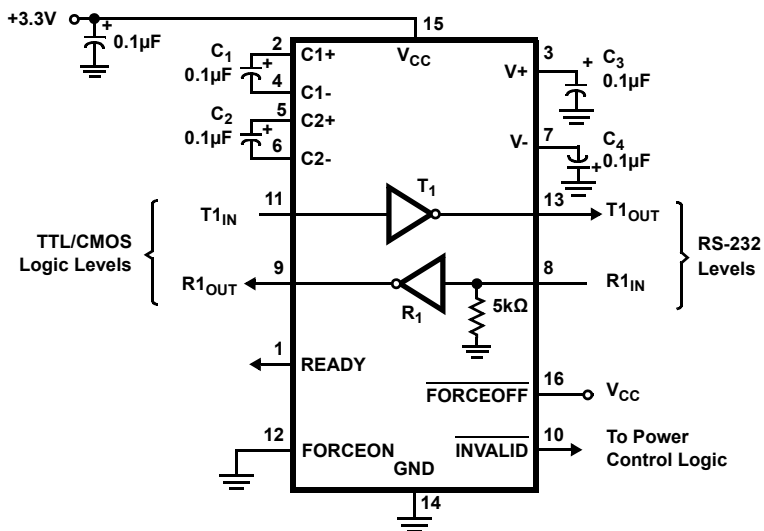 +3.3V
+
0.1µF
15
VCC
C1
0.1µF
+
2
C1+
4
C1-
C2
0.1µF
+
5
C2+
6
C2-
3
V+
+
C3
0.1µF
7
V-
C4
0.1µF
+
T1
11
T1IN
13
T1OUT
TTL/CMOS
Logic Levels
RS-232
Levels
9
R1OUT
8
R1IN
R1
5kΩ
1
READY
16
FORCEOFF
VCC
12
FORCEON
10
INVALID
To Power
Control Logic
GND
14